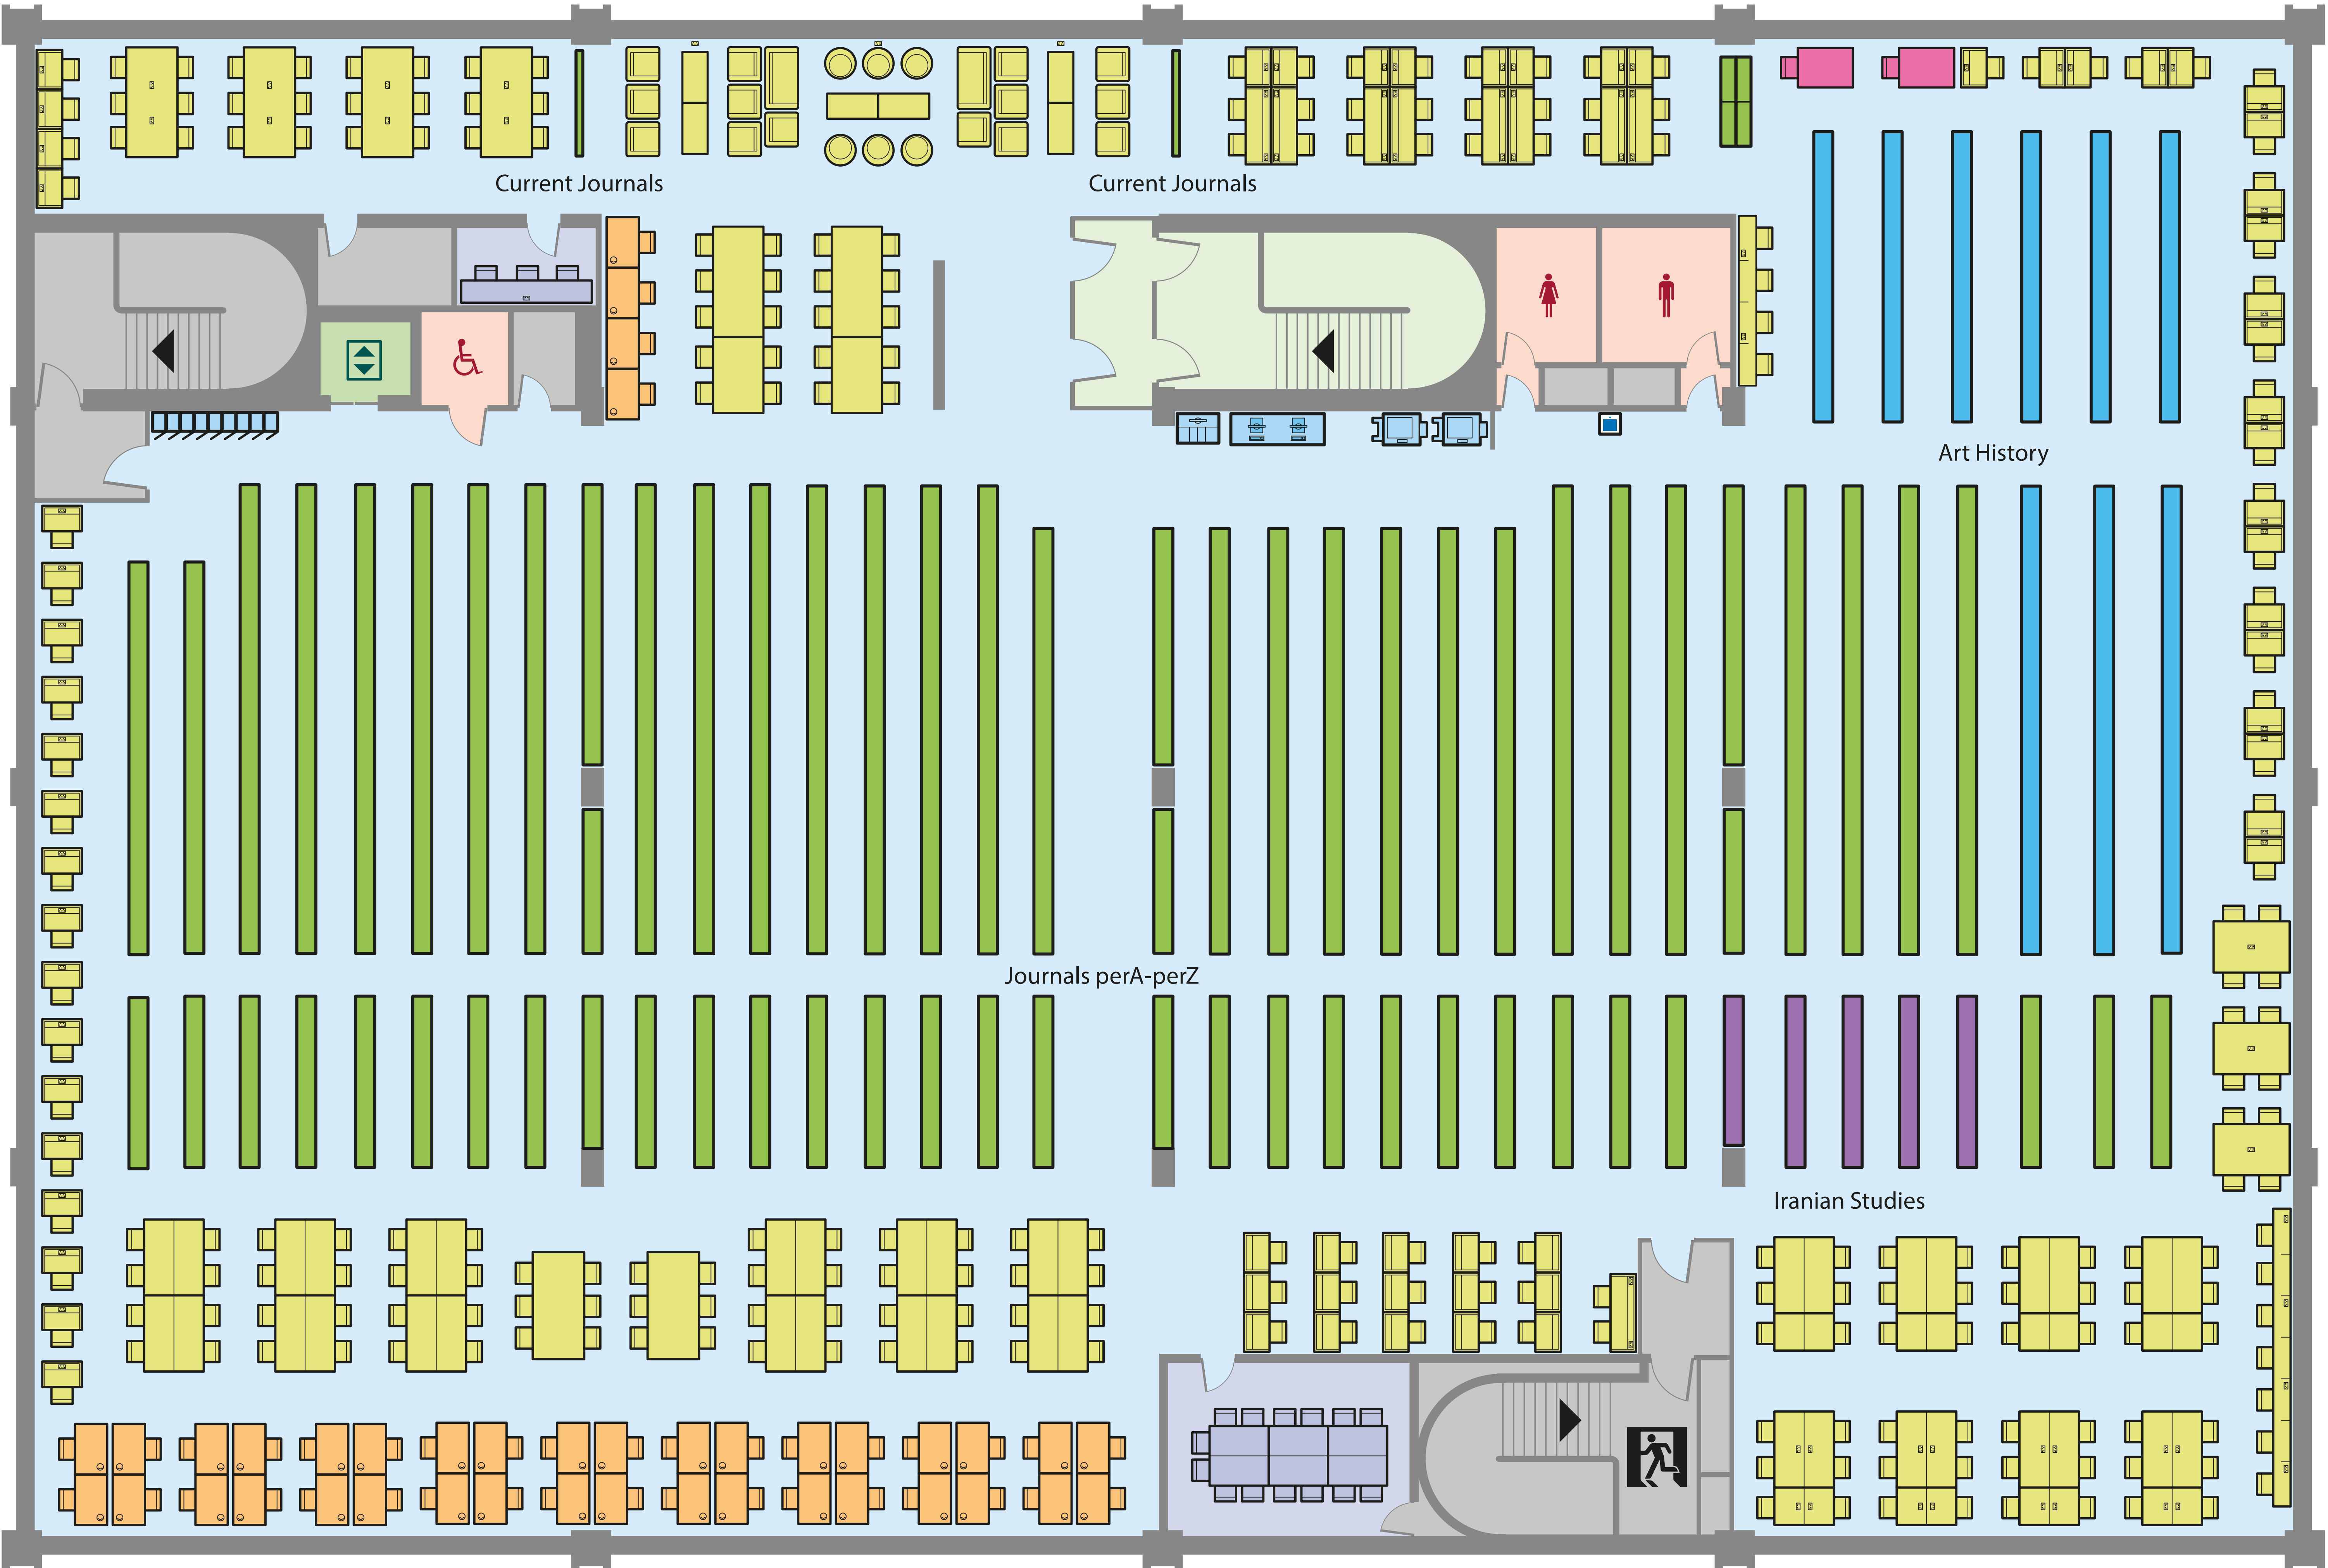 Current Journals
Current Journals
Art History
Journals perA-perZ
Iranian Studies